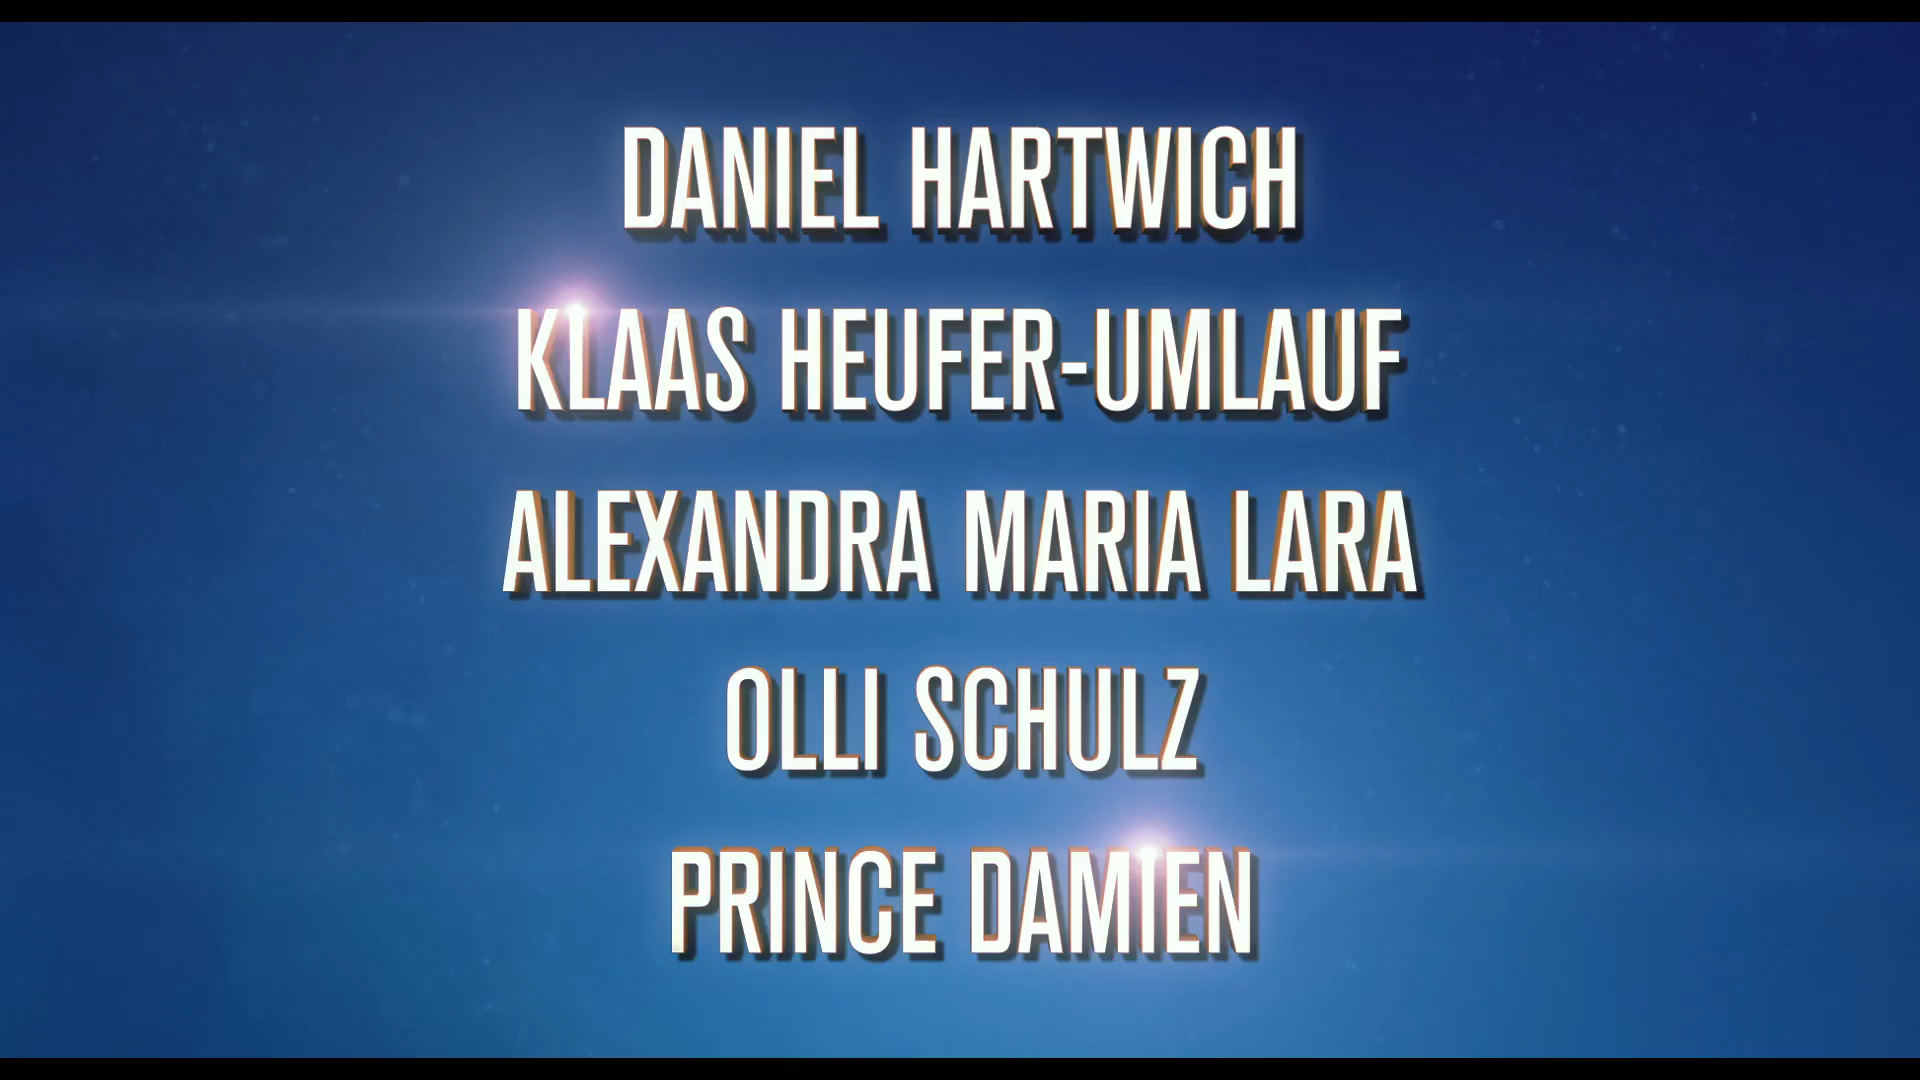 DANIEL HARTWICH
KLAAS HEUFER-UMLAUF
ALEXANDRA MARIA LARA
OLLI SCHULZ
PRINCE DAMIEN